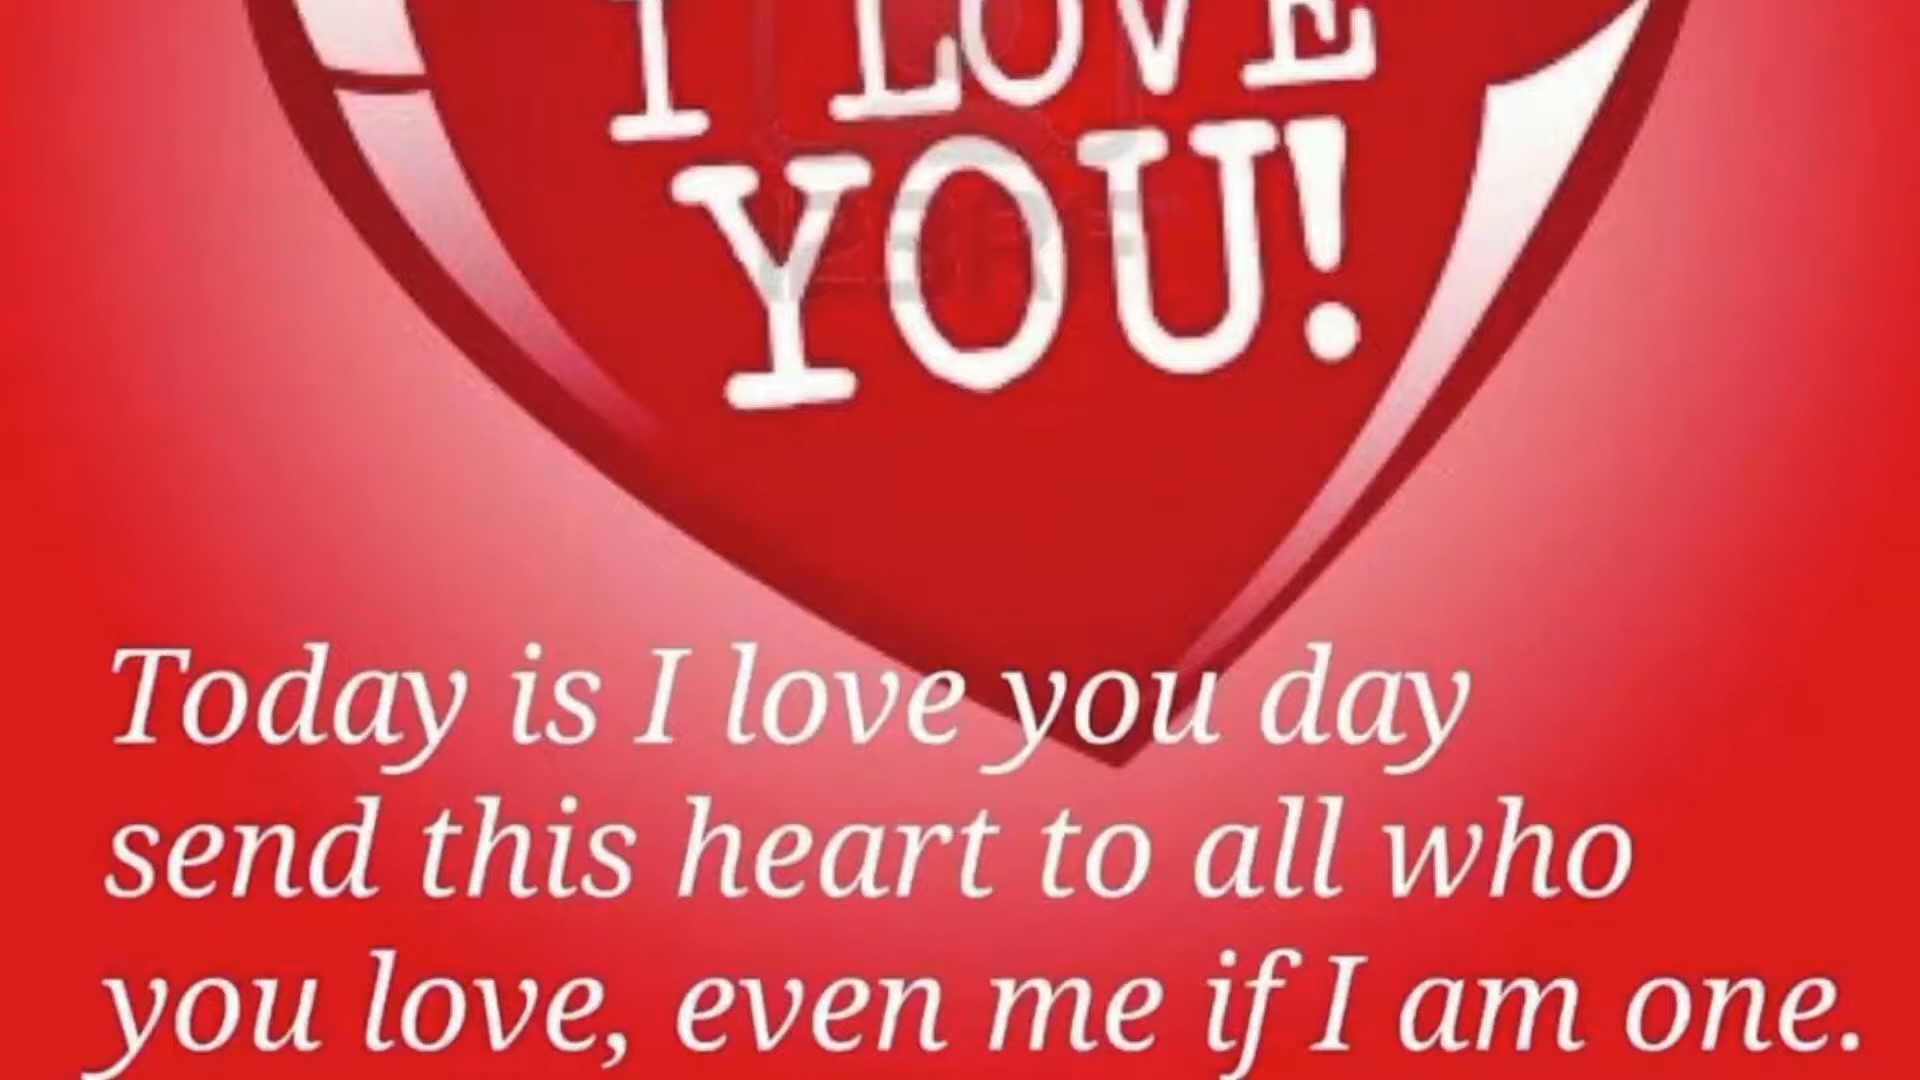 I LOVE
YOU!
Today is I love you day
send this heart to all who
you love, even me if I am one.